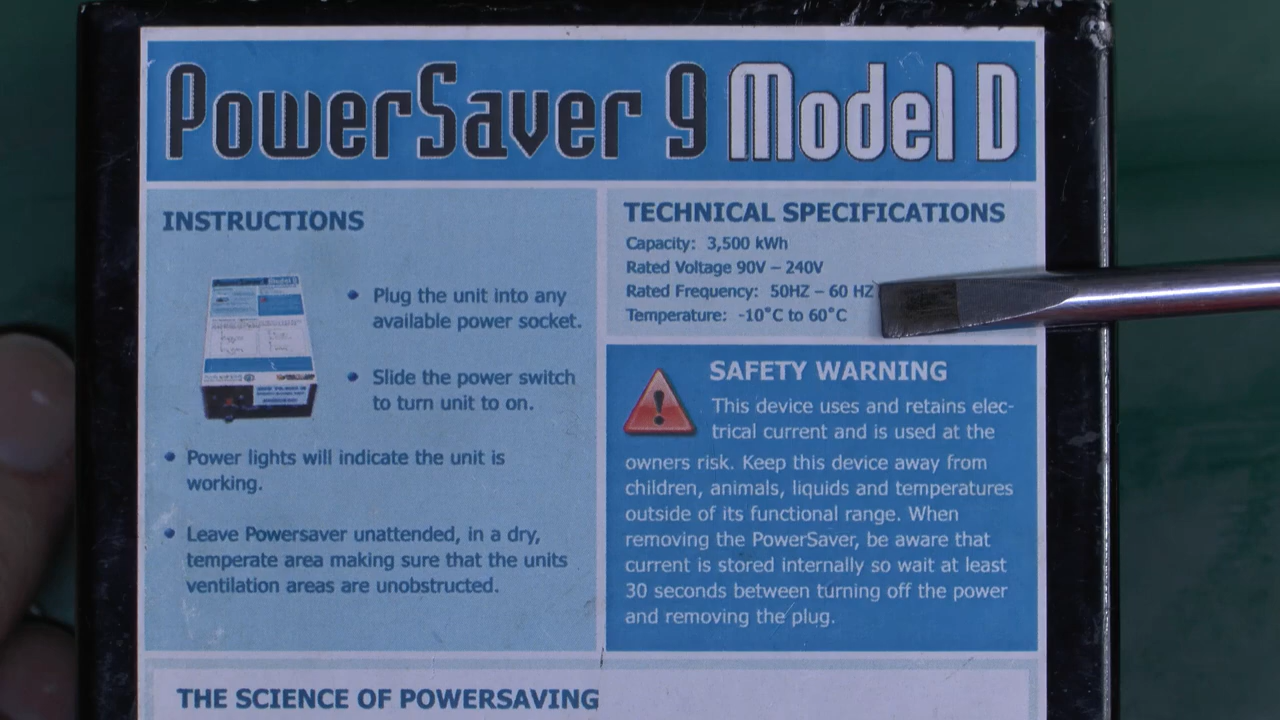 PowerSaver 9 Model D
INSTRUCTIONS
• Plug the unit into any
available power socket.
• Slide the power switch
to turn unit to on.
• Power lights will indicate the unit is
working.
• Leave Powersaver unattended, in a dry,
temperate area making sure that the units
ventilation areas are unobstructed.
TECHNICAL SPECIFICATIONS
Capacity: 3,500 kWh
Rated Voltage 90V – 240V
Rated Frequency: 50HZ – 60 HZ
Temperature: -10°C to 60°C
SAFETY WARNING
This device uses and retains elec-
trical current and is used at the
owners risk. Keep this device away from
children, animals, liquids and temperatures
outside of its functional range. When
removing the PowerSaver, be aware that
current is stored internally so wait at least
30 seconds between turning off the power
and removing the plug.
THE SCIENCE OF POWERSAVING